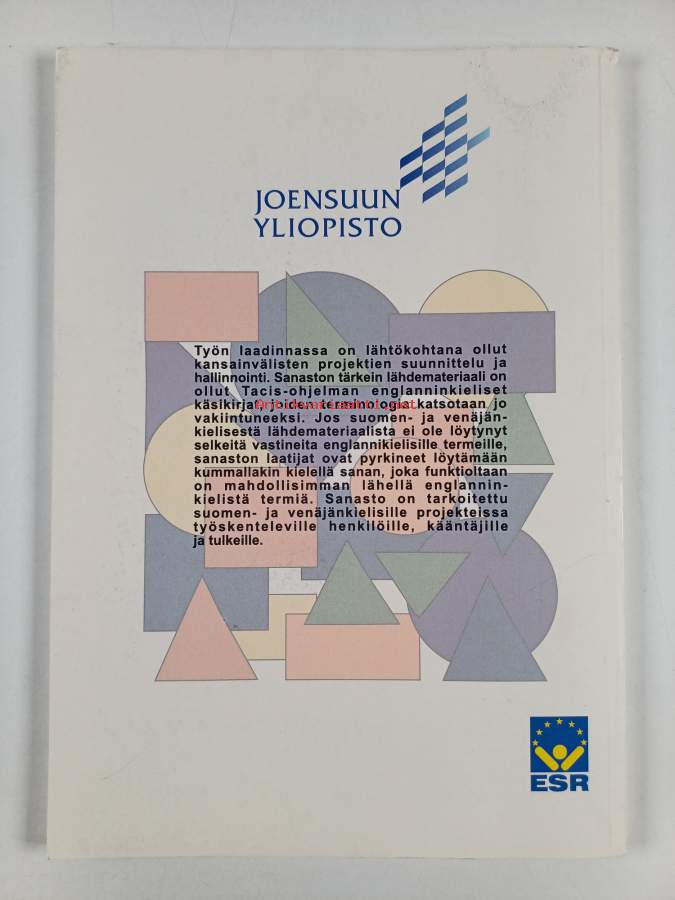 JOENSUUN
YLIOPISTO
Työn laadinnassa on lähtökohtana ollut
kansainvälisten projektien suunnittelu ja
hallinnointi. Sanaston tärkein lähdemateriaali on
ollut Tacis-ohjelman englanninkieliset
käsikirjat, joiden terminologia katsotaan jo
vakiintuneeksi. Jos suomen- ja venäjän-
kielisestä lähdemateriaalista ei ole löytynyt
selkeitä vastineita englannikielisille termeille,
sanaston laatijat ovat pyrkineet löytämään
kummallakin kielellä sanan, joka funktioltaan
on mahdollisimman lähellä englannin-
kielistä termiä. Sanasto on tarkoitettu
suomen- ja venäjänkielisille projekteissa
työskenteleville henkilöille, kääntäjille
ja tulkeille.
ESR